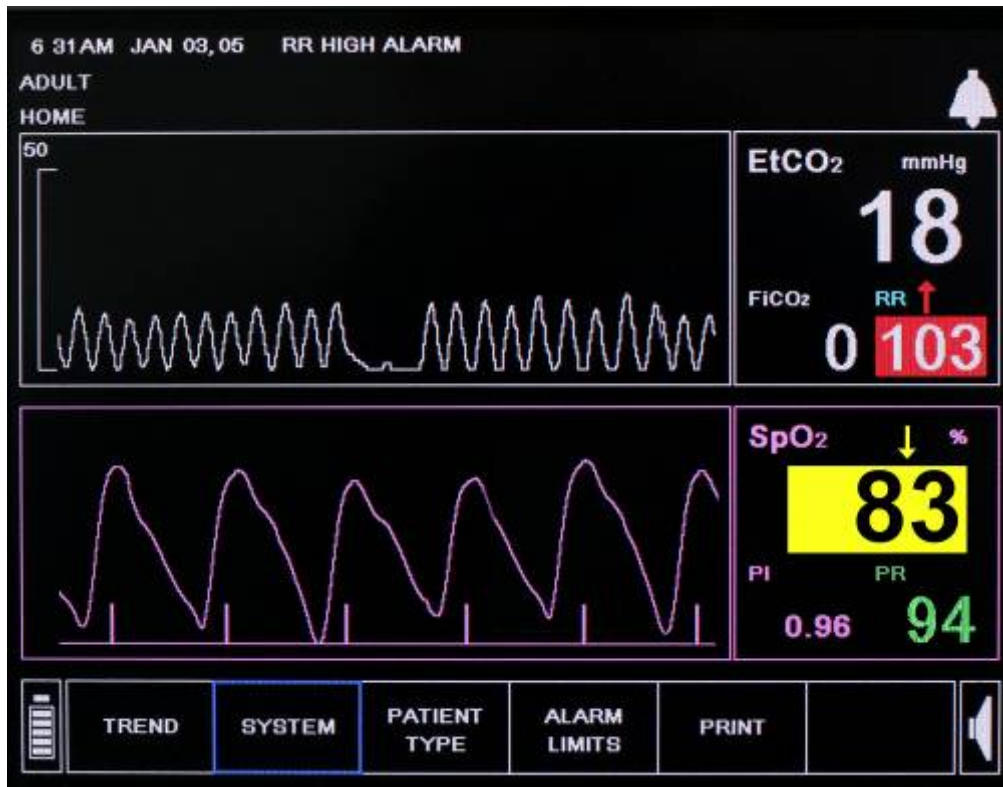 6 31AM JAN 03,05 RR HIGH ALARM
ADULT
HOME
50
EtCO2 mmHg
18
FiCO2 RR ↑
0 103
SpO2 ↓ %
83
PI PR
0.96 94
TREND SYSTEM PATIENT TYPE ALARM LIMITS PRINT